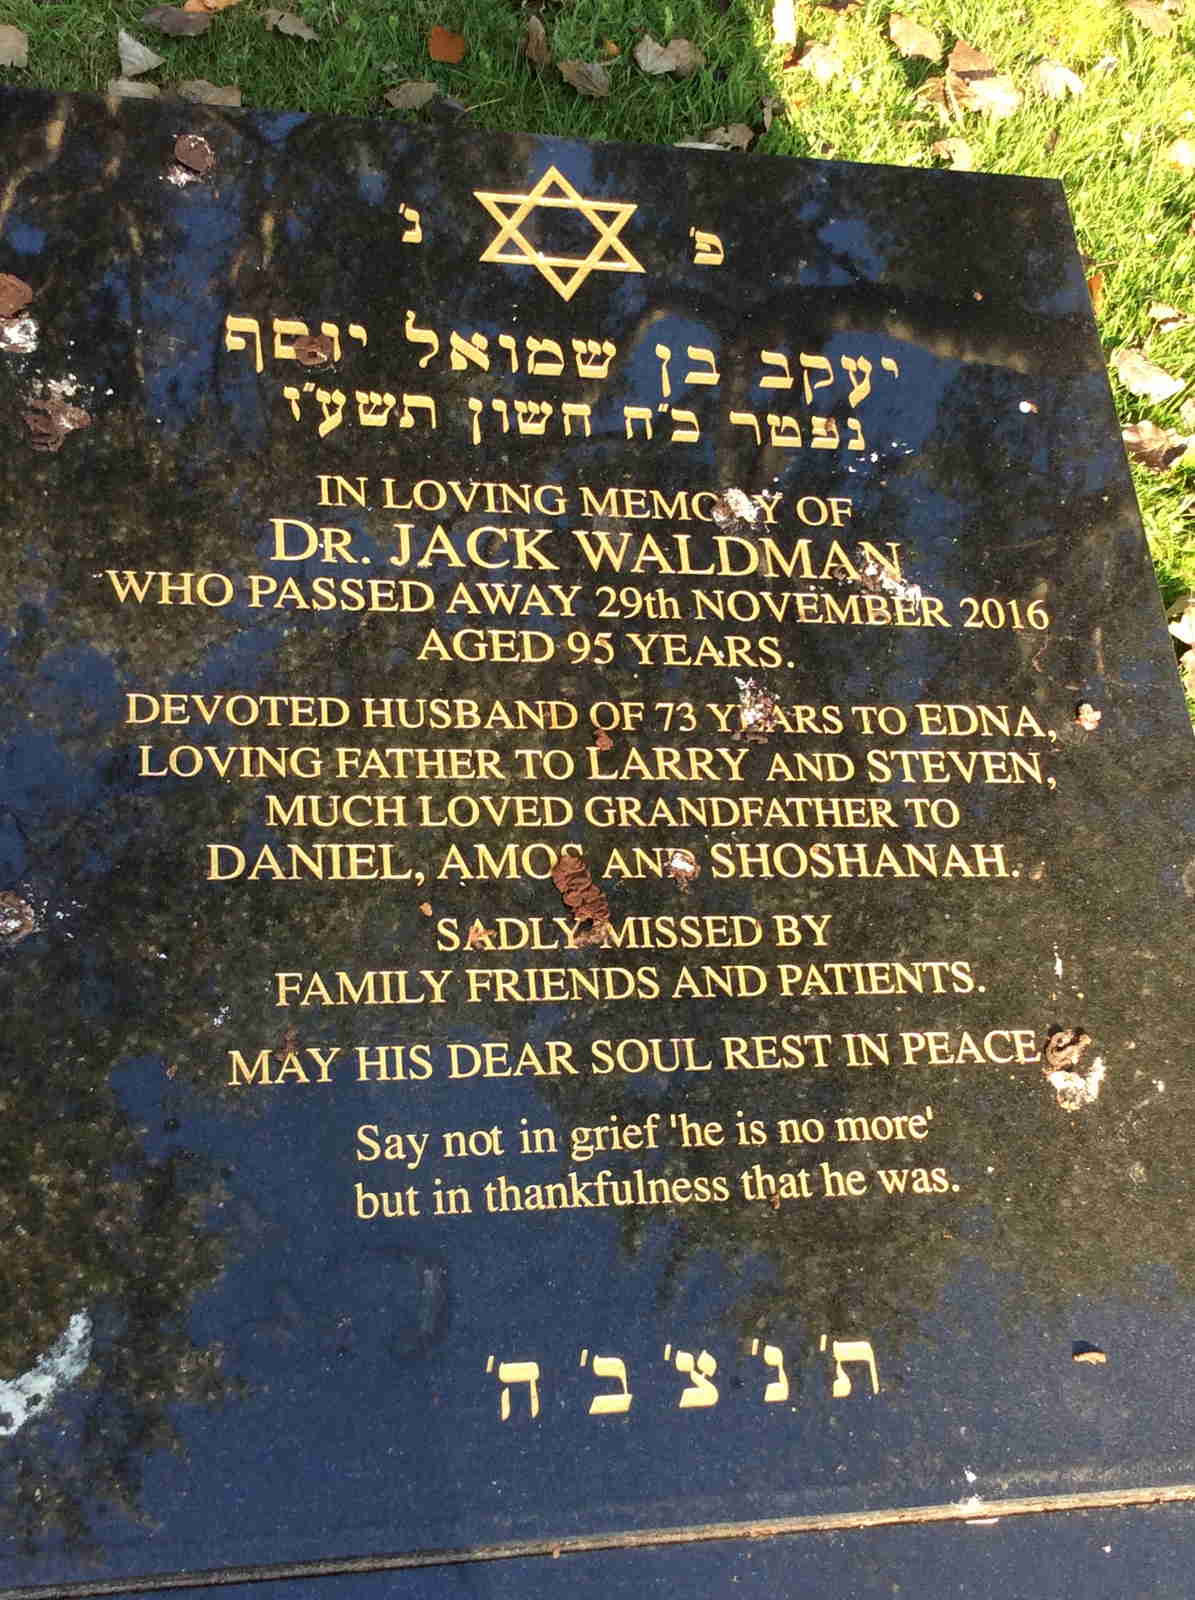 פ' נ'
יעקב בן שמואל יוסף
נפטר כ"ח חשון תשע"ז
IN LOVING MEMORY OF
DR. JACK WALDMAN
WHO PASSED AWAY 29th NOVEMBER 2016
AGED 95 YEARS.
DEVOTED HUSBAND OF 73 YEARS TO EDNA,
LOVING FATHER TO LARRY AND STEVEN,
MUCH LOVED GRANDFATHER TO
DANIEL, AMOS AND SHOSHANAH.
SADLY MISSED BY
FAMILY FRIENDS AND PATIENTS.
MAY HIS DEAR SOUL REST IN PEACE
Say not in grief 'he is no more'
but in thankfulness that he was.
ת' נ' צ' ב' ה'